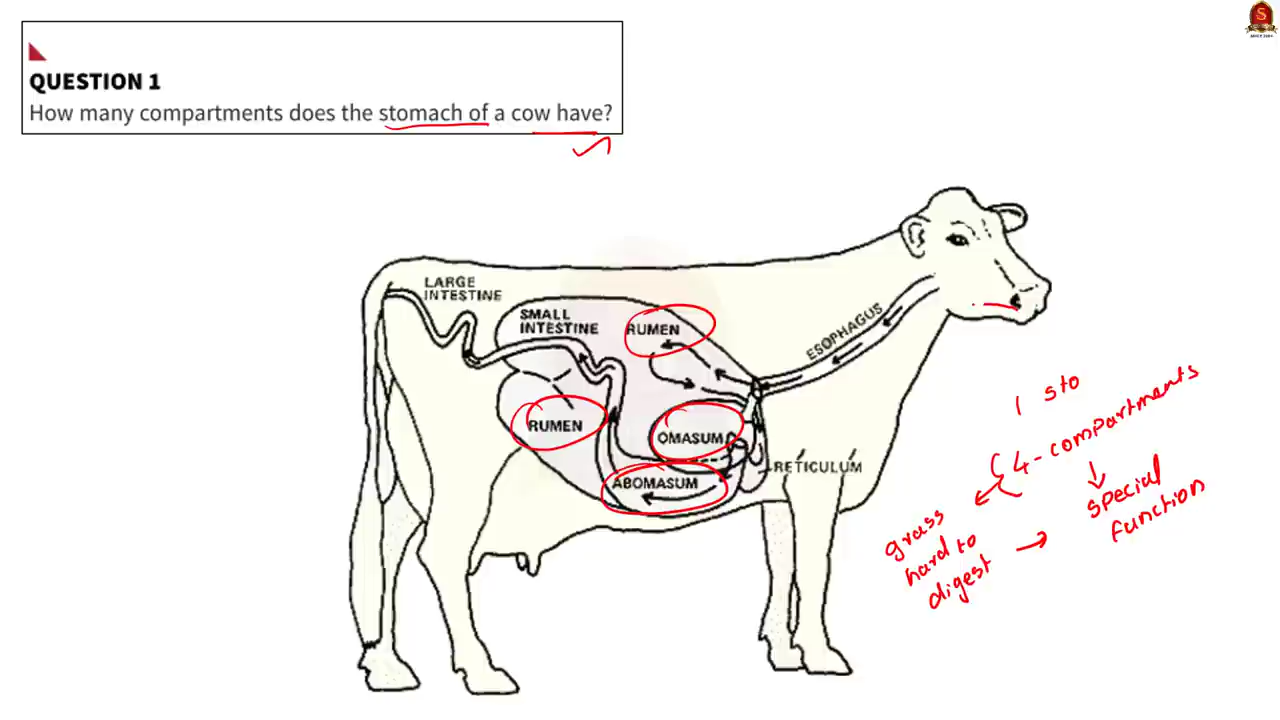 QUESTION 1
How many compartments does the stomach of a cow have?
LARGE
INTESTINE
SMALL
INTESTINE
RUMEN
ESOPHAGUS
RUMEN
OMASUM
RETICULUM
ABOMASUM
1 sto
4-compartments
special
function
grass
hard to
digest